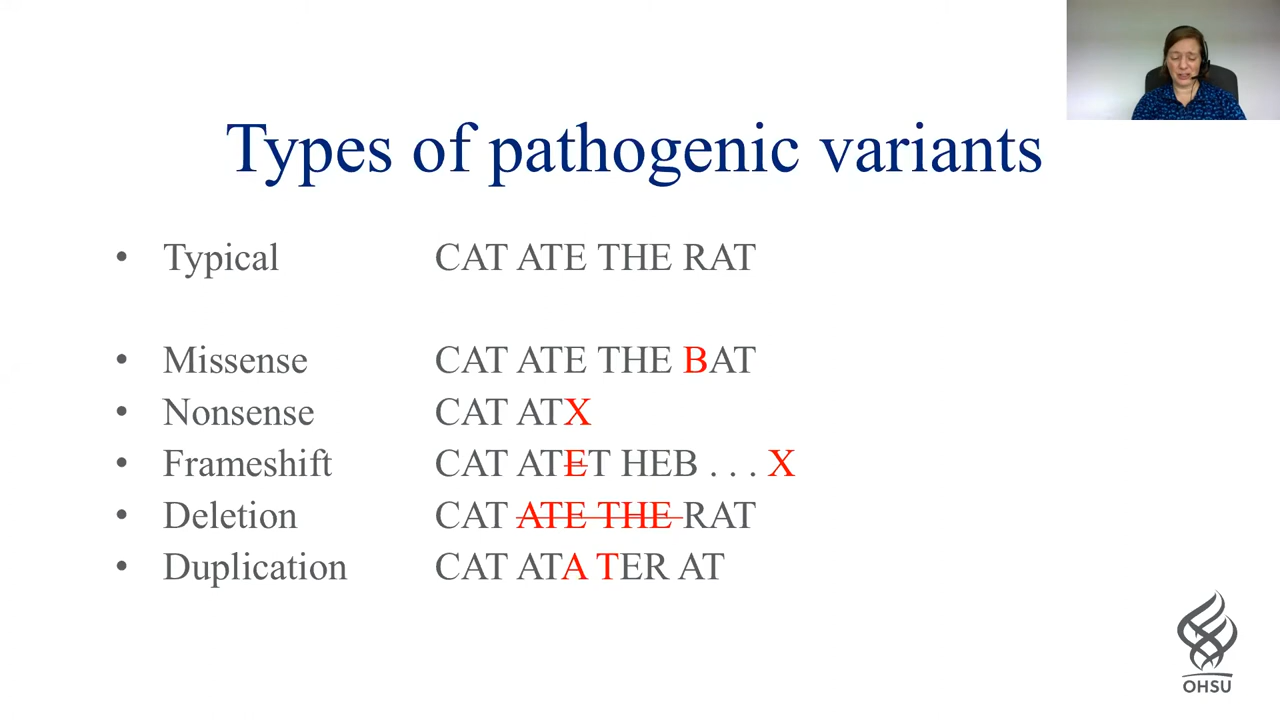 Types of pathogenic variants
• Typical CAT ATE THE RAT
• Missense CAT ATE THE BAT
• Nonsense CAT ATX
• Frameshift CAT ATET HEB . . . X
• Deletion CAT ATE THE RAT
• Duplication CAT ATA TER AT
OHSU